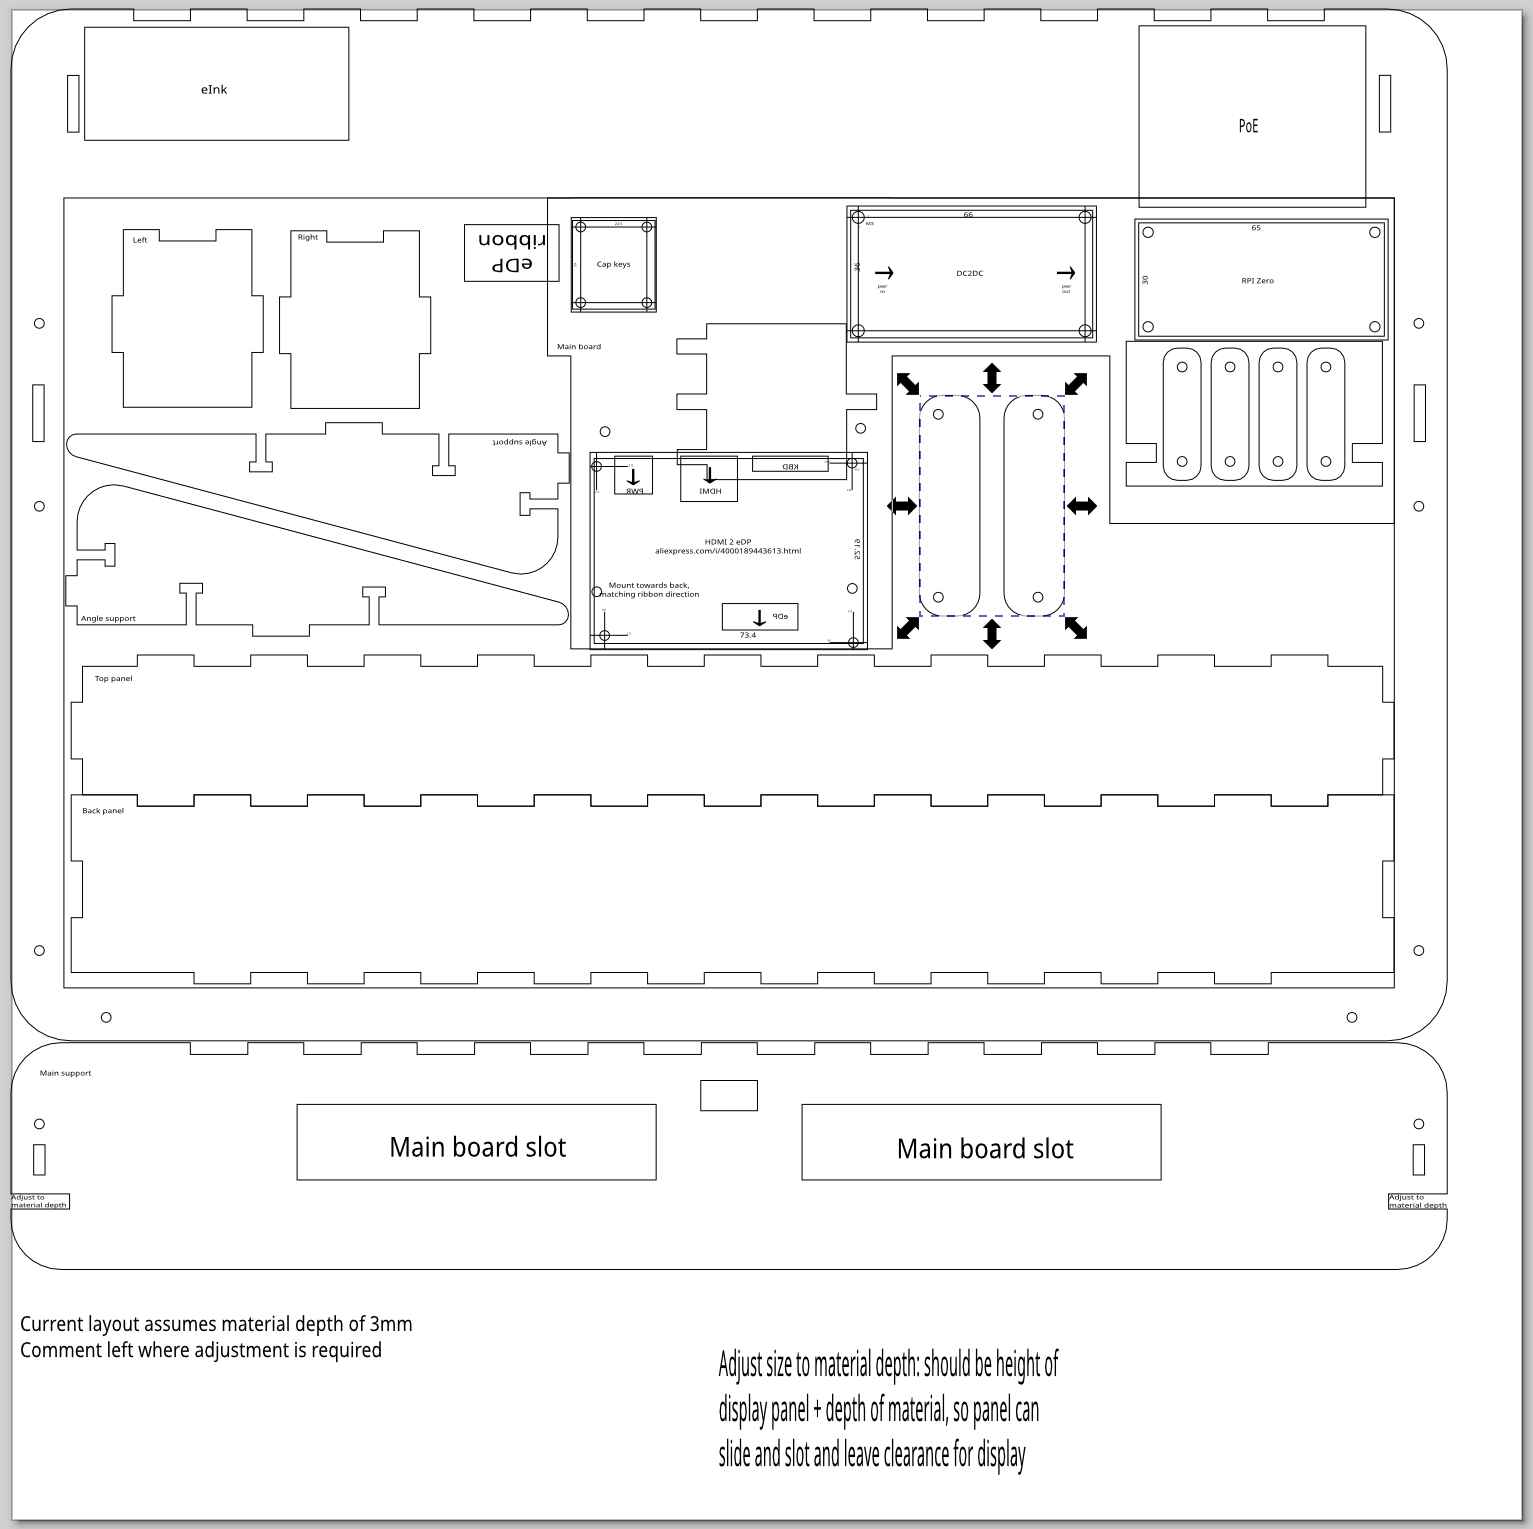 eInk
PoE
Left
Right
eDP
ribbon
Cap keys
66
36
DC2DC
pwr
in
pwr
out
65
30
RPI Zero
Main board
Angle support
PWR
HDMI
KBD
HDMI 2 eDP
aliexpress.com/i/4000189443613.html
Mount towards back,
matching ribbon direction
eDP
73.4
Angle support
Top panel
Back panel
Main support
Main board slot
Main board slot
Adjust to
material depth
Adjust to
material depth
Current layout assumes material depth of 3mm
Comment left where adjustment is required
Adjust size to material depth: should be height of
display panel + depth of material, so panel can
slide and slot and leave clearance for display